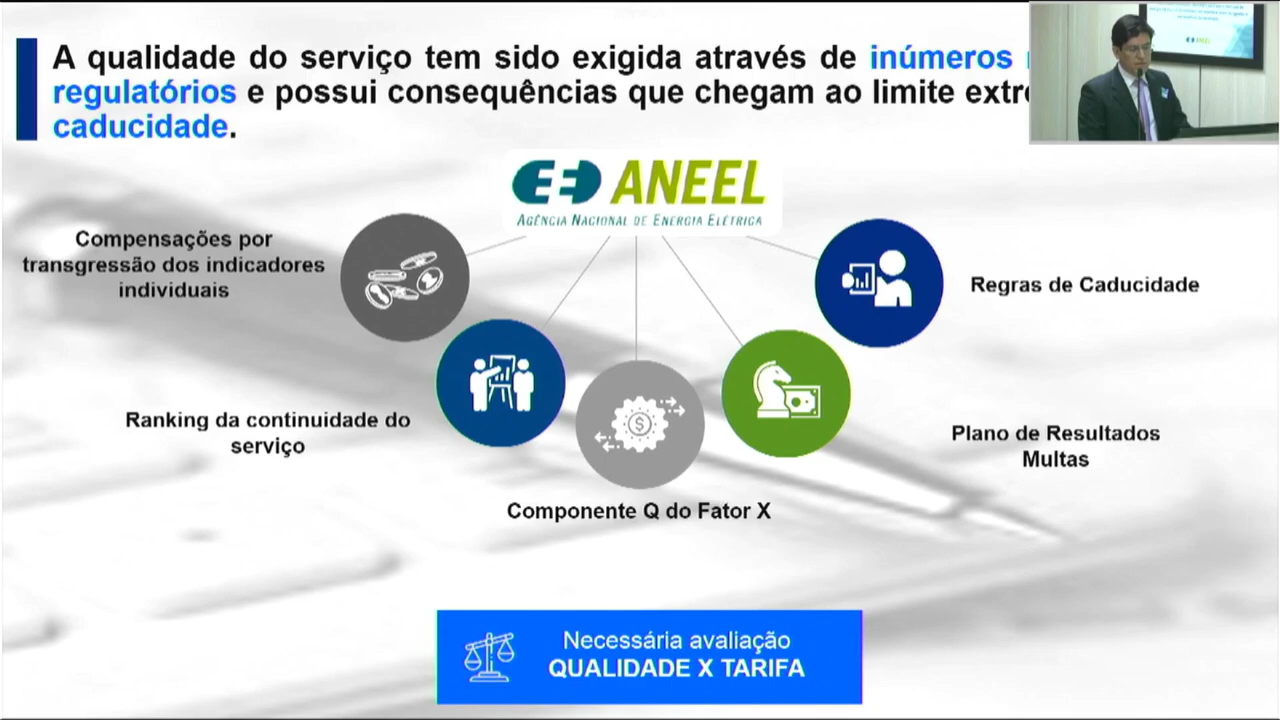 A qualidade do serviço tem sido exigida através de inúmeros
regulatórios e possui consequências que chegam ao limite
caducidade.
ANEEL
AGÊNCIA NACIONAL DE ENERGIA ELÉTRICA
Compensações por
transgressão dos indicadores
individuais
Regras de Caducidade
Ranking da continuidade do
serviço
Plano de Resultados
Multas
$
Componente Q do Fator X
Necessária avaliação
QUALIDADE X TARIFA
ANEEL